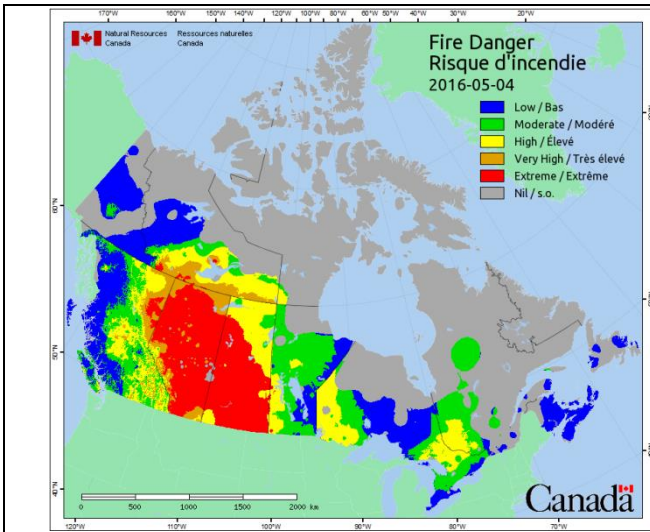 170°W 160°W 150°W 140°W 130°W 120°W 110°W 100°W 90°W 80°W 70°W 60°W 50°W 40°W 30°W 20°W
Natural Resources Canada
Ressources naturelles Canada
Fire Danger
Risque d'incendie
2016-05-04
Low / Bas
Moderate / Modéré
High / Élevé
Very High / Très élevé
Extreme / Extrême
Nil / s.o.
60°N
50°N
40°N
0 500 1000 1500 2000 km
Canada
120°W 110°W 100°W 90°W 80°W 70°W